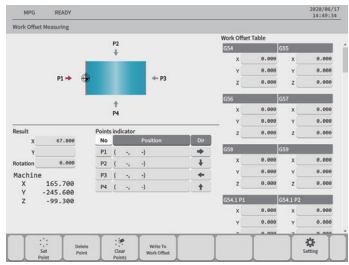 MPG READY 2020/06/17
14:49:34
Work Offset Measuring
P2
P1
P3
P4
Work Offset Table
G54 G55
X 0.000 X 0.000
Y 0.000 Y 0.000
Z 0.000 Z 0.000
G56 G57
X 0.000 X 0.000
Y 0.000 Y 0.000
Z 0.000 Z 0.000
G58 G59
X 0.000 X 0.000
Y 0.000 Y 0.000
Z 0.000 Z 0.000
G54.1 P1 G54.1 P2
X 0.000 X 0.000
Y 0.000 Y 0.000
Result
X 67.800
Y
Rotation 0.000
Machine
X 165.700
Y -245.600
Z -99.300
Points indicator
No Position Dir
P1 ( -, -)
P2 ( -, -)
P3 ( -, -)
P4 ( -, -)
Set Point
Delete Point
Clear Points
Write To Work Offset
Setting